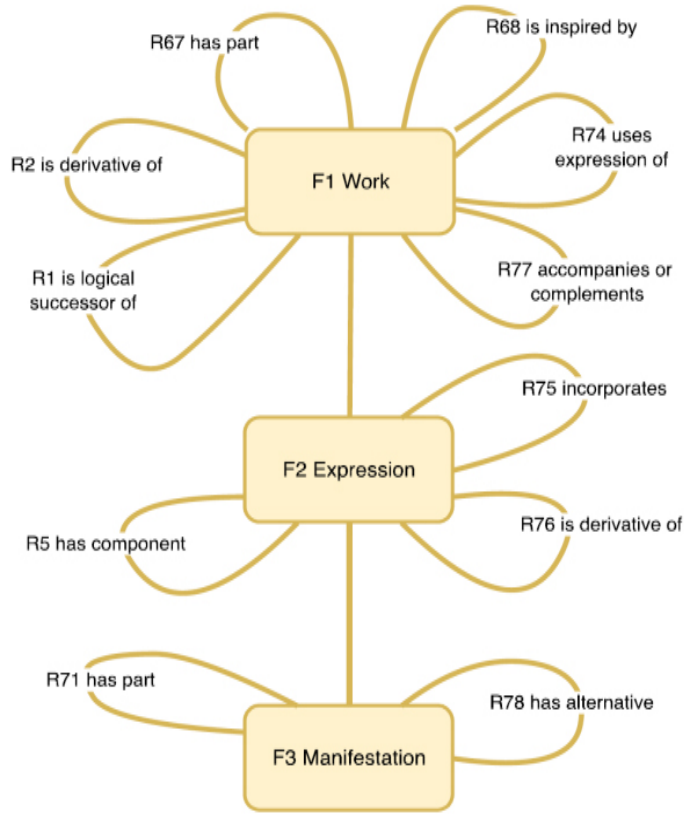 R67 has part
R68 is inspired by
R2 is derivative of
F1 Work
R74 uses
expression of
R1 is logical
successor of
R77 accompanies or
complements
R75 incorporates
F2 Expression
R5 has component
R76 is derivative of
R71 has part
R78 has alternative
F3 Manifestation